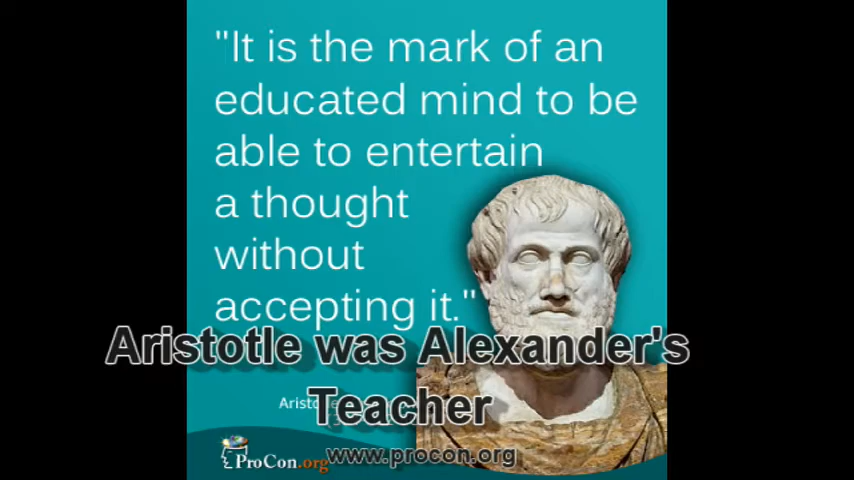 "It is the mark of an
educated mind to be
able to entertain
a thought
without
accepting it."
Aristotle was Alexander's
Teacher
ProCon.org
www.procon.org